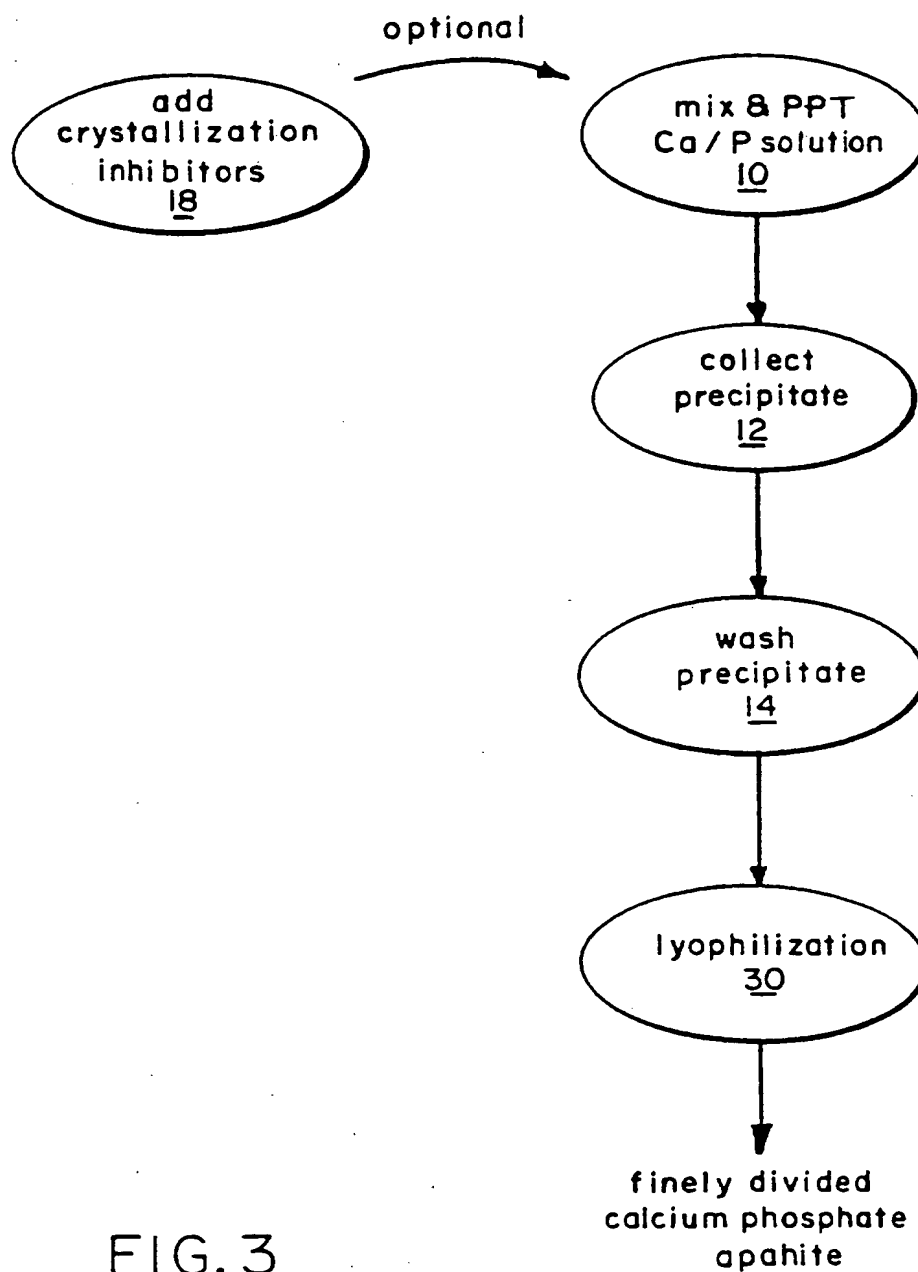 optional
add
crystallization
inhibitors
18
mix & PPT
Ca/P solution
10
collect
precipitate
12
wash
precipitate
14
lyophilization
30
finely divided
calcium phosphate
apahite
FIG. 3